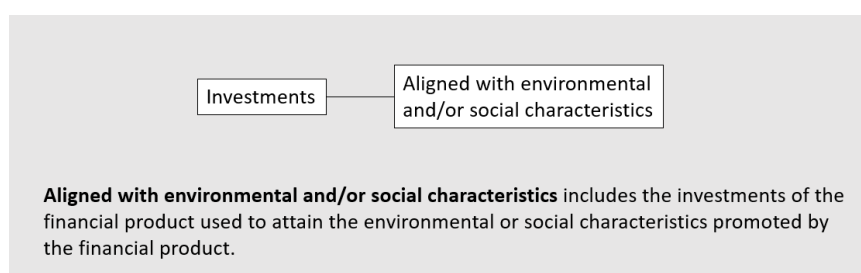 Investments
Aligned with environmental
and/or social characteristics
Aligned with environmental and/or social characteristics includes the investments of the
financial product used to attain the environmental or social characteristics promoted by
the financial product.